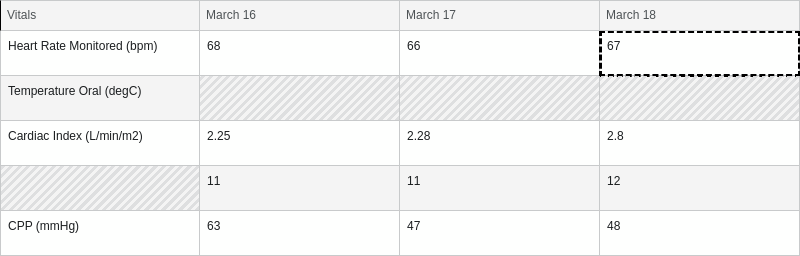 Vitals March 16 March 17 March 18
Heart Rate Monitored (bpm) 68 66 67
Temperature Oral (degC)
Cardiac Index (L/min/m2) 2.25 2.28 2.8
11 11 12
CPP (mmHg) 63 47 48